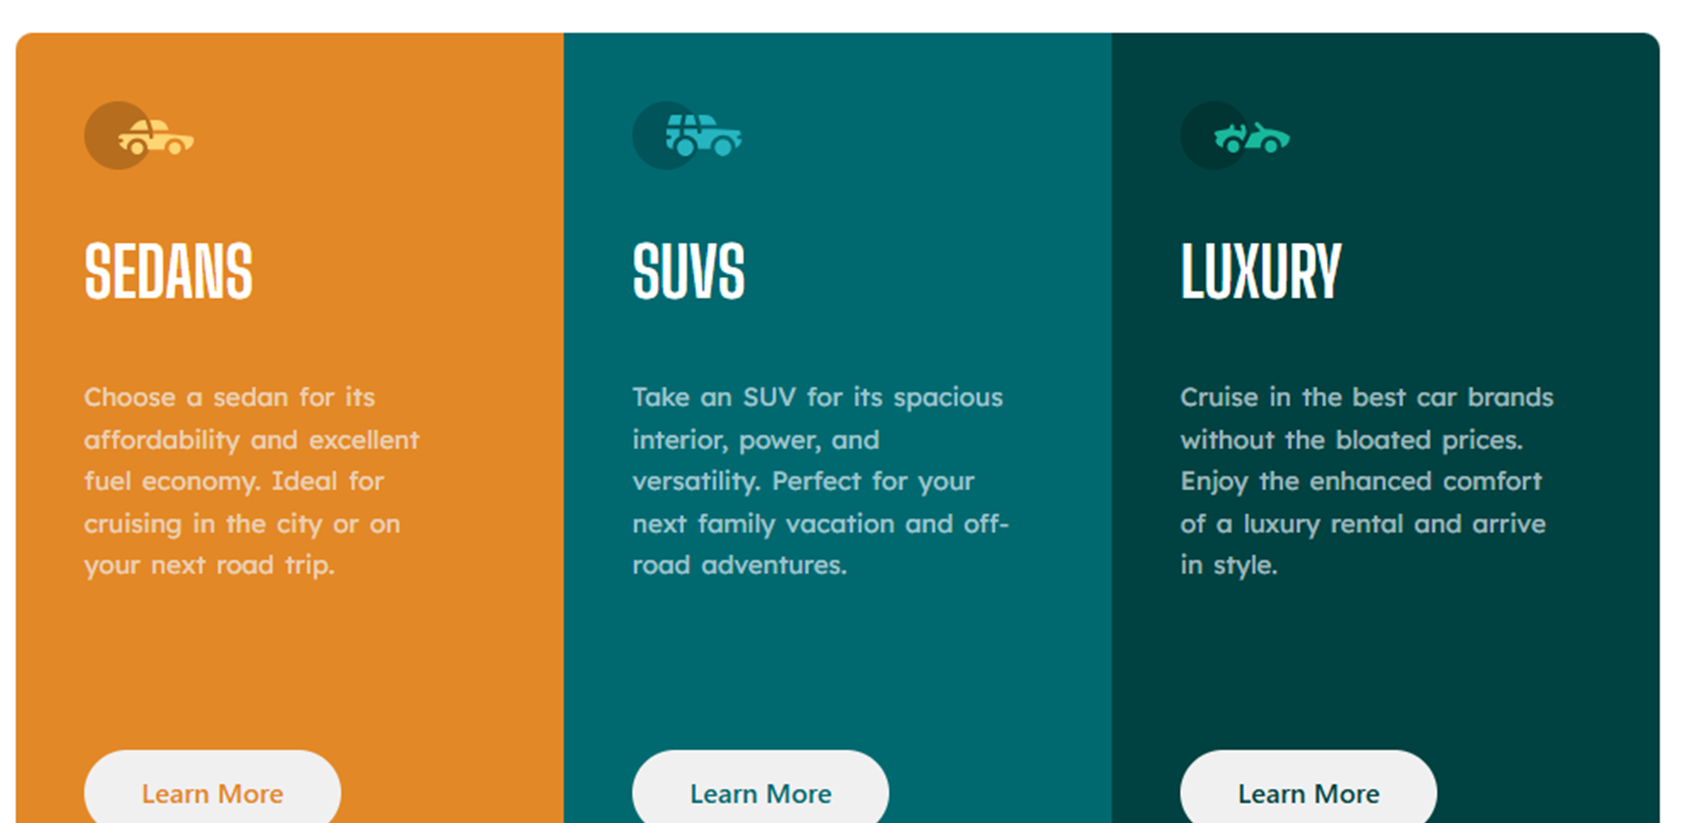 SEDANS
Choose a sedan for its
affordability and excellent
fuel economy. Ideal for
cruising in the city or on
your next road trip.
Learn More
SUVS
Take an SUV for its spacious
interior, power, and
versatility. Perfect for your
next family vacation and off-
road adventures.
Learn More
LUXURY
Cruise in the best car brands
without the bloated prices.
Enjoy the enhanced comfort
of a luxury rental and arrive
in style.
Learn More